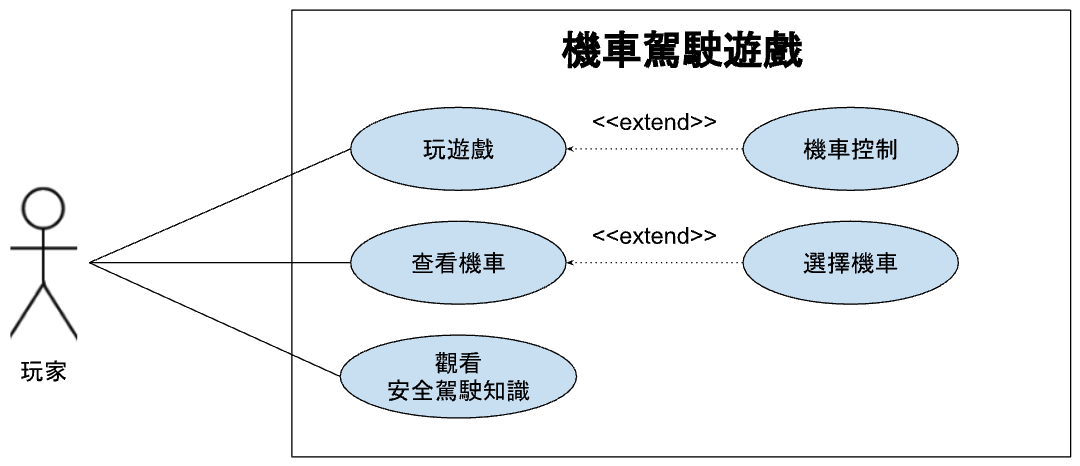 機車駕駛遊戲
玩遊戲
<<extend>>
機車控制
查看機車
<<extend>>
選擇機車
觀看
安全駕駛知識
玩家